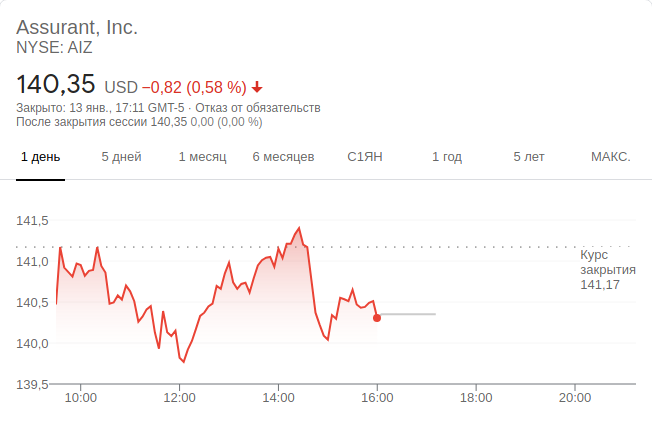 Assurant, Inc.
NYSE: AIZ
140,35 USD −0,82 (0,58 %)
Закрыто: 13 янв., 17:11 GMT-5 · Отказ от обязательств
После закрытия сессии 140,35 0,00 (0,00 %)
1 день 5 дней 1 месяц 6 месяцев С1ЯН 1 год 5 лет МАКС.
141,5
141,0
140,5
140,0
139,5
Курс
закрытия
141,17
10:00 12:00 14:00 16:00 18:00 20:00